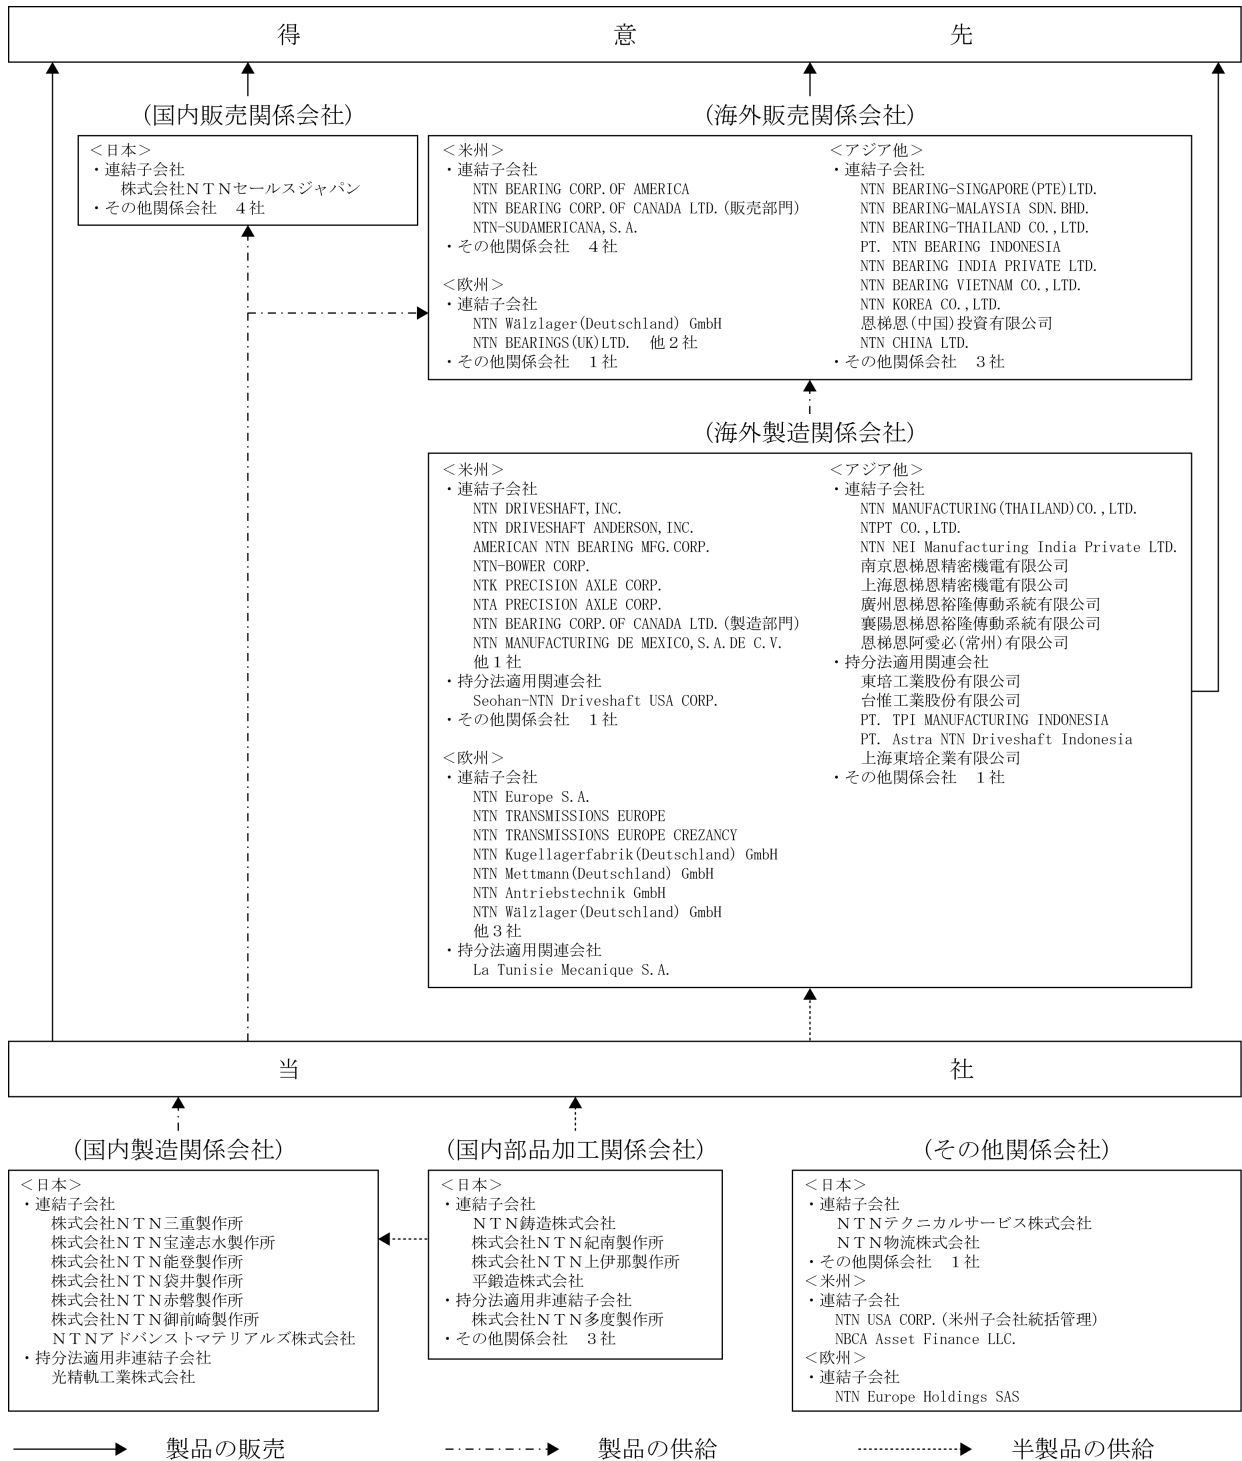 得意先
(国内販売関係会社)
＜日本＞
・連結子会社
株式会社ＮＴＮセールスジャパン
・その他関係会社　４社
(海外販売関係会社)
＜米州＞
・連結子会社
NTN BEARING CORP.OF AMERICA
NTN BEARING CORP.OF CANADA LTD.(販売部門)
NTN-SUDAMERICANA,S.A.
・その他関係会社　４社
＜欧州＞
・連結子会社
NTN Wälzlager(Deutschland) GmbH
NTN BEARINGS(UK)LTD.　他２社
・その他関係会社　１社
＜アジア他＞
・連結子会社
NTN BEARING-SINGAPORE(PTE)LTD.
NTN BEARING-MALAYSIA SDN.BHD.
NTN BEARING-THAILAND CO.,LTD.
PT. NTN BEARING INDONESIA
NTN BEARING INDIA PRIVATE LTD.
NTN BEARING VIETNAM CO.,LTD.
NTN KOREA CO.,LTD.
恩梯恩(中国)投資有限公司
NTN CHINA LTD.
・その他関係会社　３社
(海外製造関係会社)
＜米州＞
・連結子会社
NTN DRIVESHAFT,INC.
NTN DRIVESHAFT ANDERSON,INC.
AMERICAN NTN BEARING MFG.CORP.
NTN-BOWER CORP.
NTK PRECISION AXLE CORP.
NTA PRECISION AXLE CORP.
NTN BEARING CORP.OF CANADA LTD.(製造部門)
NTN MANUFACTURING DE MEXICO,S.A.DE C.V.
他１社
・持分法適用関連会社
Seohan-NTN Driveshaft USA CORP.
・その他関係会社　１社
＜欧州＞
・連結子会社
NTN Europe S.A.
NTN TRANSMISSIONS EUROPE
NTN TRANSMISSIONS EUROPE CREZANCY
NTN Kugellagerfabrik(Deutschland) GmbH
NTN Mettmann(Deutschland) GmbH
NTN Antriebstechnik GmbH
NTN Wälzlager(Deutschland) GmbH
他３社
・持分法適用関連会社
La Tunisie Mecanique S.A.
＜アジア他＞
・連結子会社
NTN MANUFACTURING(THAILAND)CO.,LTD.
NTPT CO.,LTD.
NTN NEI Manufacturing India Private LTD.
南京恩梯恩精密機電有限公司
上海恩梯恩精密機電有限公司
廣州恩梯恩裕隆傳動系統有限公司
襄陽恩梯恩裕隆傳動系統有限公司
恩梯恩阿愛必(常州)有限公司
・持分法適用関連会社
東培工業股份有限公司
台惟工業股份有限公司
PT. TPI MANUFACTURING INDONESIA
PT. Astra NTN Driveshaft Indonesia
上海東培企業有限公司
・その他関係会社　１社
当社
(国内製造関係会社)
＜日本＞
・連結子会社
株式会社ＮＴＮ三重製作所
株式会社ＮＴＮ宝達志水製作所
株式会社ＮＴＮ能登製作所
株式会社ＮＴＮ袋井製作所
株式会社ＮＴＮ赤磐製作所
株式会社ＮＴＮ御前崎製作所
ＮＴＮアドバンストマテリアルズ株式会社
・持分法適用非連結子会社
光精軌工業株式会社
(国内部品加工関係会社)
＜日本＞
・連結子会社
ＮＴＮ鋳造株式会社
株式会社ＮＴＮ紀南製作所
株式会社ＮＴＮ上伊那製作所
平鍛造株式会社
・持分法適用非連結子会社
株式会社ＮＴＮ多度製作所
・その他関係会社　３社
(その他関係会社)
＜日本＞
・連結子会社
ＮＴＮテクニカルサービス株式会社
ＮＴＮ物流株式会社
・その他関係会社　１社
＜米州＞
・連結子会社
NTN USA CORP.(米州子会社統括管理)
NBCA Asset Finance LLC.
＜欧州＞
・連結子会社
NTN Europe Holdings SAS
製品の販売
製品の供給
半製品の供給